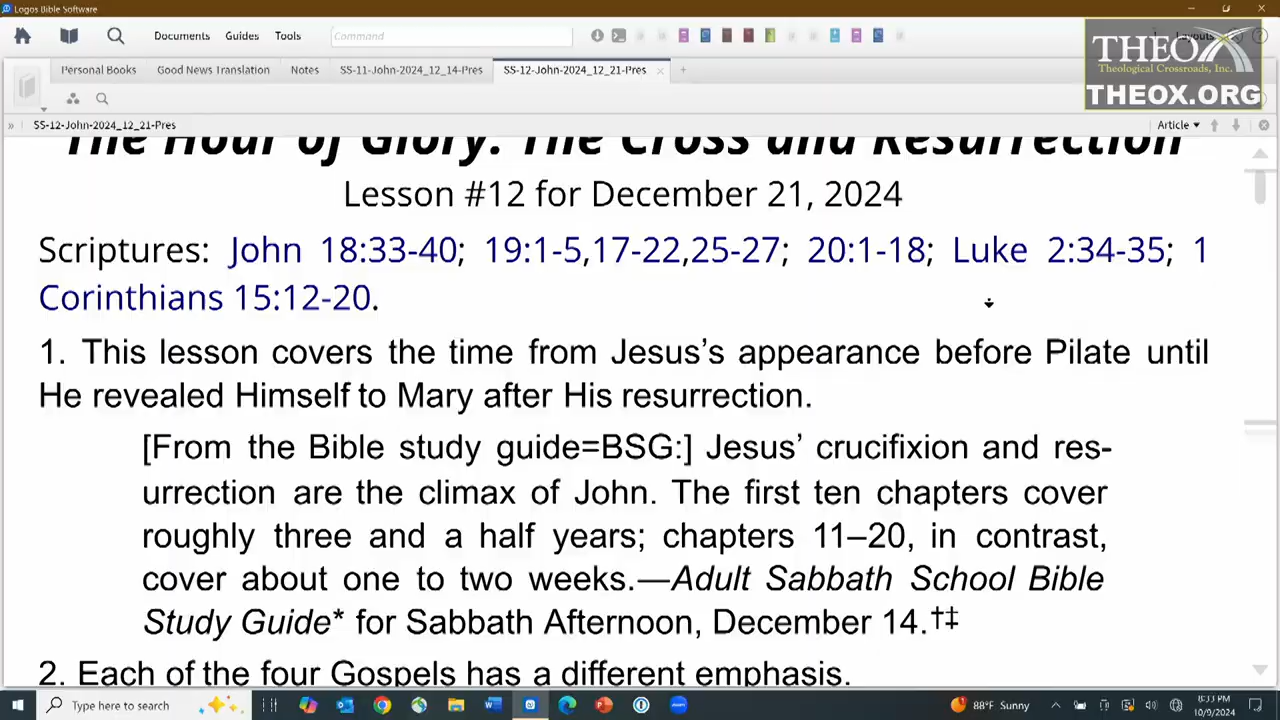 Logos Bible Software
Documents Guides Tools Command Layouts
THEOX
Theological Crossroads, Inc.
THEOX.ORG
Personal Books Good News Translation Notes SS-11-John-2024_12_1 SS-12-John-2024_12_21-Pres
SS-12-John-2024_12_21-Pres Article
The Hour of Glory: The Cross and Resurrection
Lesson #12 for December 21, 2024
Scriptures: John 18:33-40; 19:1-5,17-22,25-27; 20:1-18; Luke 2:34-35; 1
Corinthians 15:12-20.
1. This lesson covers the time from Jesus's appearance before Pilate until
He revealed Himself to Mary after His resurrection.
[From the Bible study guide=BSG:] Jesus' crucifixion and res-
urrection are the climax of John. The first ten chapters cover
roughly three and a half years; chapters 11–20, in contrast,
cover about one to two weeks.—Adult Sabbath School Bible
Study Guide* for Sabbath Afternoon, December 14.†‡
2. Each of the four Gospels has a different emphasis.
Type here to search 88°F Sunny 8:33 PM
10/9/2024